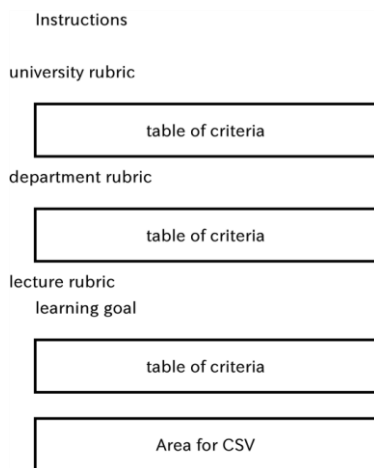 Instructions
university rubric
table of criteria
department rubric
table of criteria
lecture rubric
learning goal
table of criteria
Area for CSV